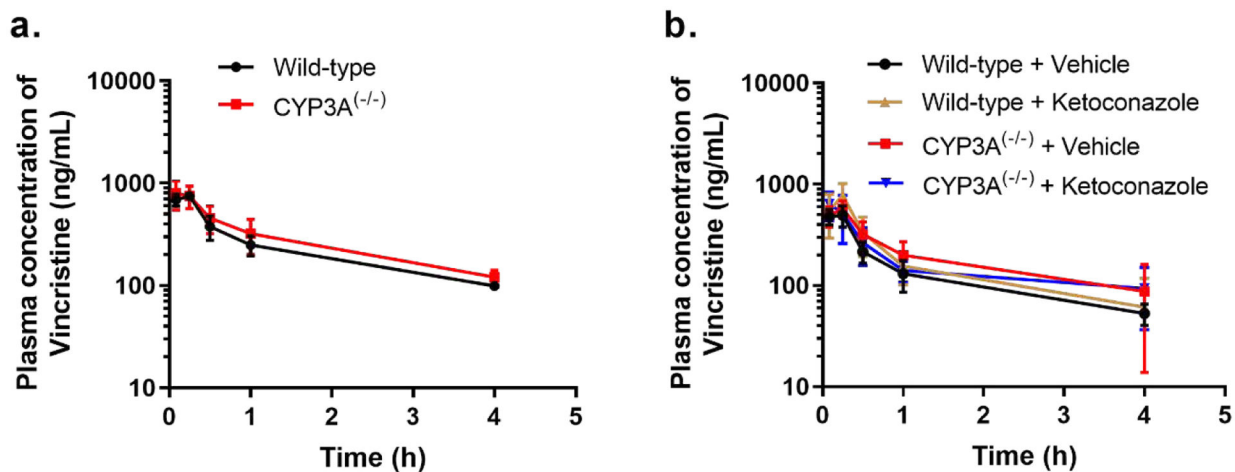 a.
Plasma concentration of
Vincristine (ng/mL)
10000
1000
100
10
Wild-type
CYP3A(-/-)
0 1 2 3 4 5
Time (h)
b.
Plasma concentration of
Vincristine (ng/mL)
10000
1000
100
10
Wild-type + Vehicle
Wild-type + Ketoconazole
CYP3A(-/-) + Vehicle
CYP3A(-/-) + Ketoconazole
0 1 2 3 4 5
Time (h)